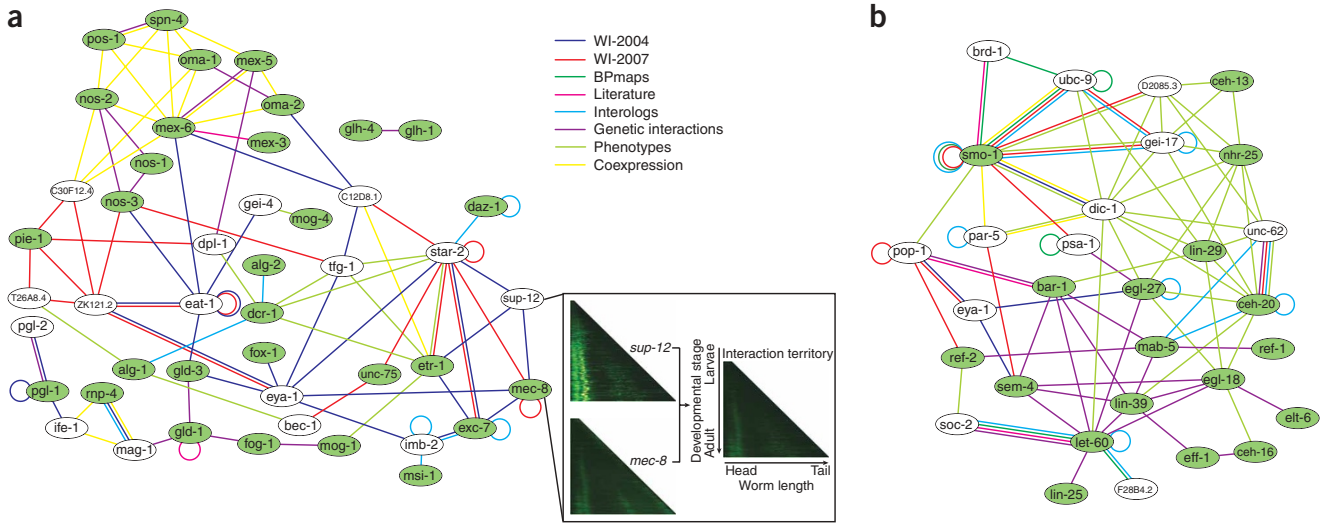 a
spn-4
pos-1
oma-1
mex-5
nos-2
oma-2
mex-6
mex-3
glh-4
glh-1
nos-1
C30F12.4
nos-3
gei-4
mog-4
C12D8.1
daz-1
pie-1
dpl-1
star-2
alg-2
tfg-1
T26A8.4
ZK121.2
eat-1
dcr-1
sup-12
pgl-2
fox-1
etr-1
alg-1
gld-3
unc-75
pgl-1
rnp-4
eya-1
mec-8
ife-1
bec-1
exc-7
mag-1
gld-1
fog-1
mog-1
imb-2
msi-1
WI-2004
WI-2007
BPmaps
Literature
Interologs
Genetic interactions
Phenotypes
Coexpression
sup-12
mec-8
Developmental stage
Larvae
Adult
Interaction territory
Head
Tail
Worm length
b
brd-1
ubc-9
D2085.3
ceh-13
smo-1
gei-17
nhr-25
dic-1
par-5
psa-1
unc-62
pop-1
lin-29
bar-1
egl-27
ceh-20
eya-1
mab-5
ref-1
ref-2
sem-4
egl-18
lin-39
elt-6
soc-2
let-60
eff-1
ceh-16
lin-25
F28B4.2